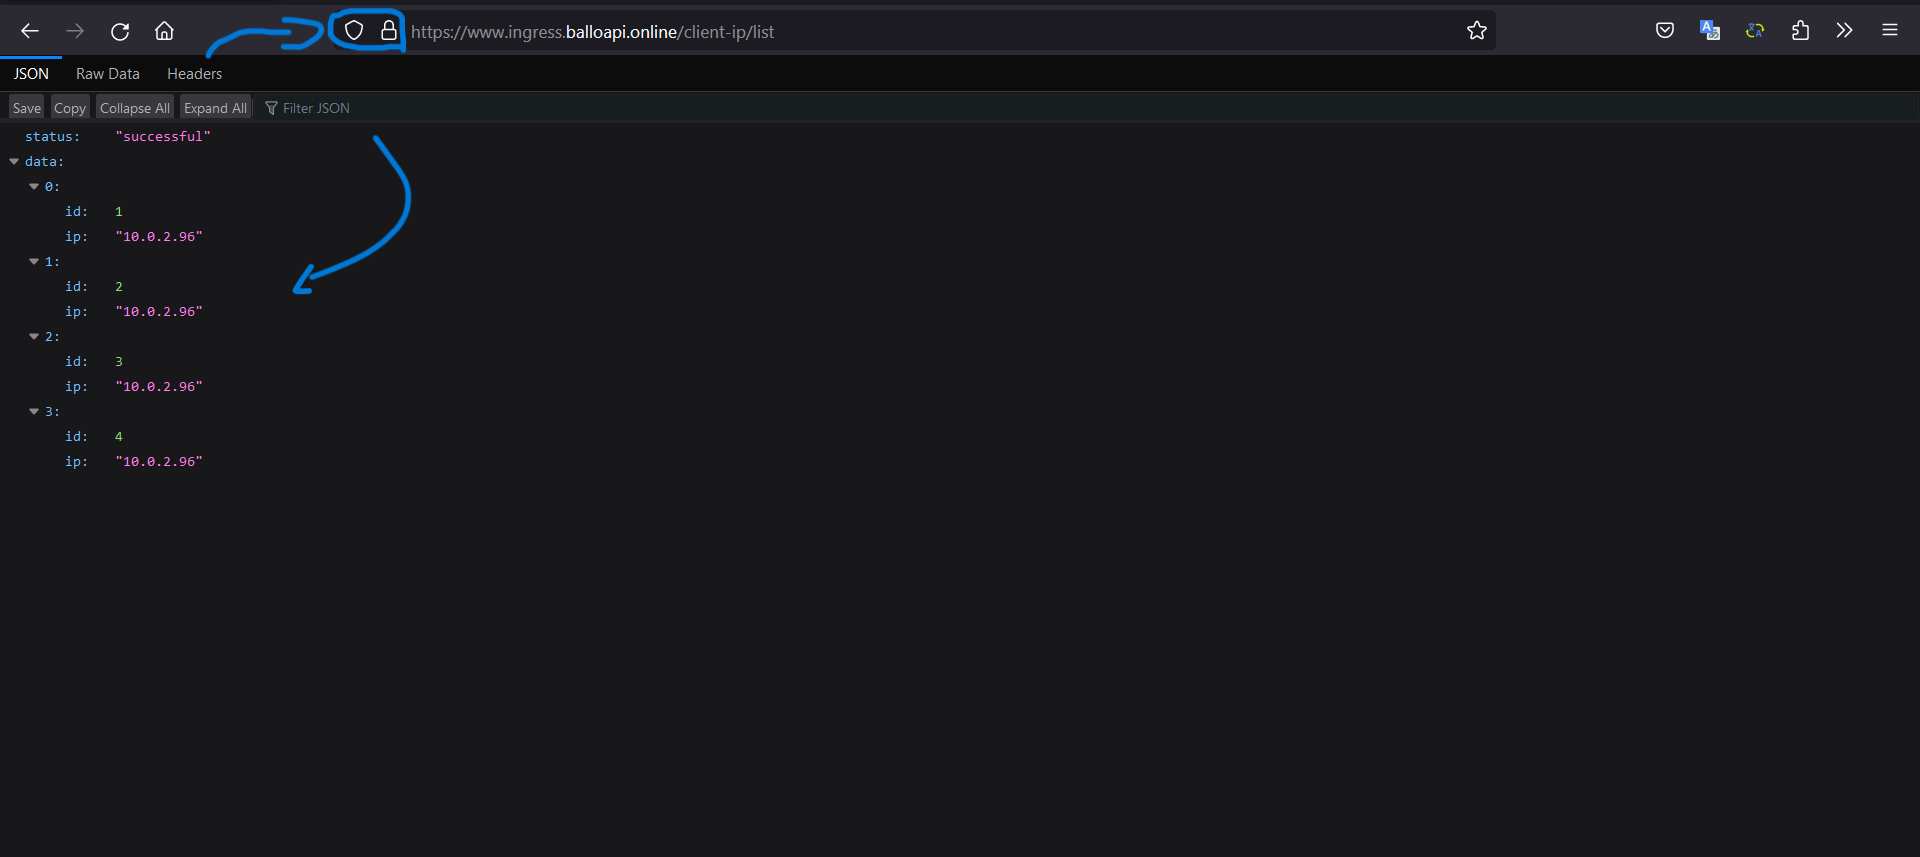 https://www.ingress.balloapi.online/client-ip/list
JSON Raw Data Headers
Save Copy Collapse All Expand All Filter JSON
status: "successful"
data:
0:
id: 1
ip: "10.0.2.96"
1:
id: 2
ip: "10.0.2.96"
2:
id: 3
ip: "10.0.2.96"
3:
id: 4
ip: "10.0.2.96"